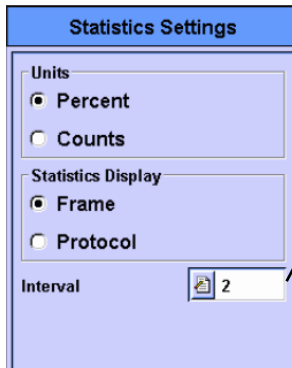 Statistics Settings
Units
Percent
Counts
Statistics Display
Frame
Protocol
Interval 2